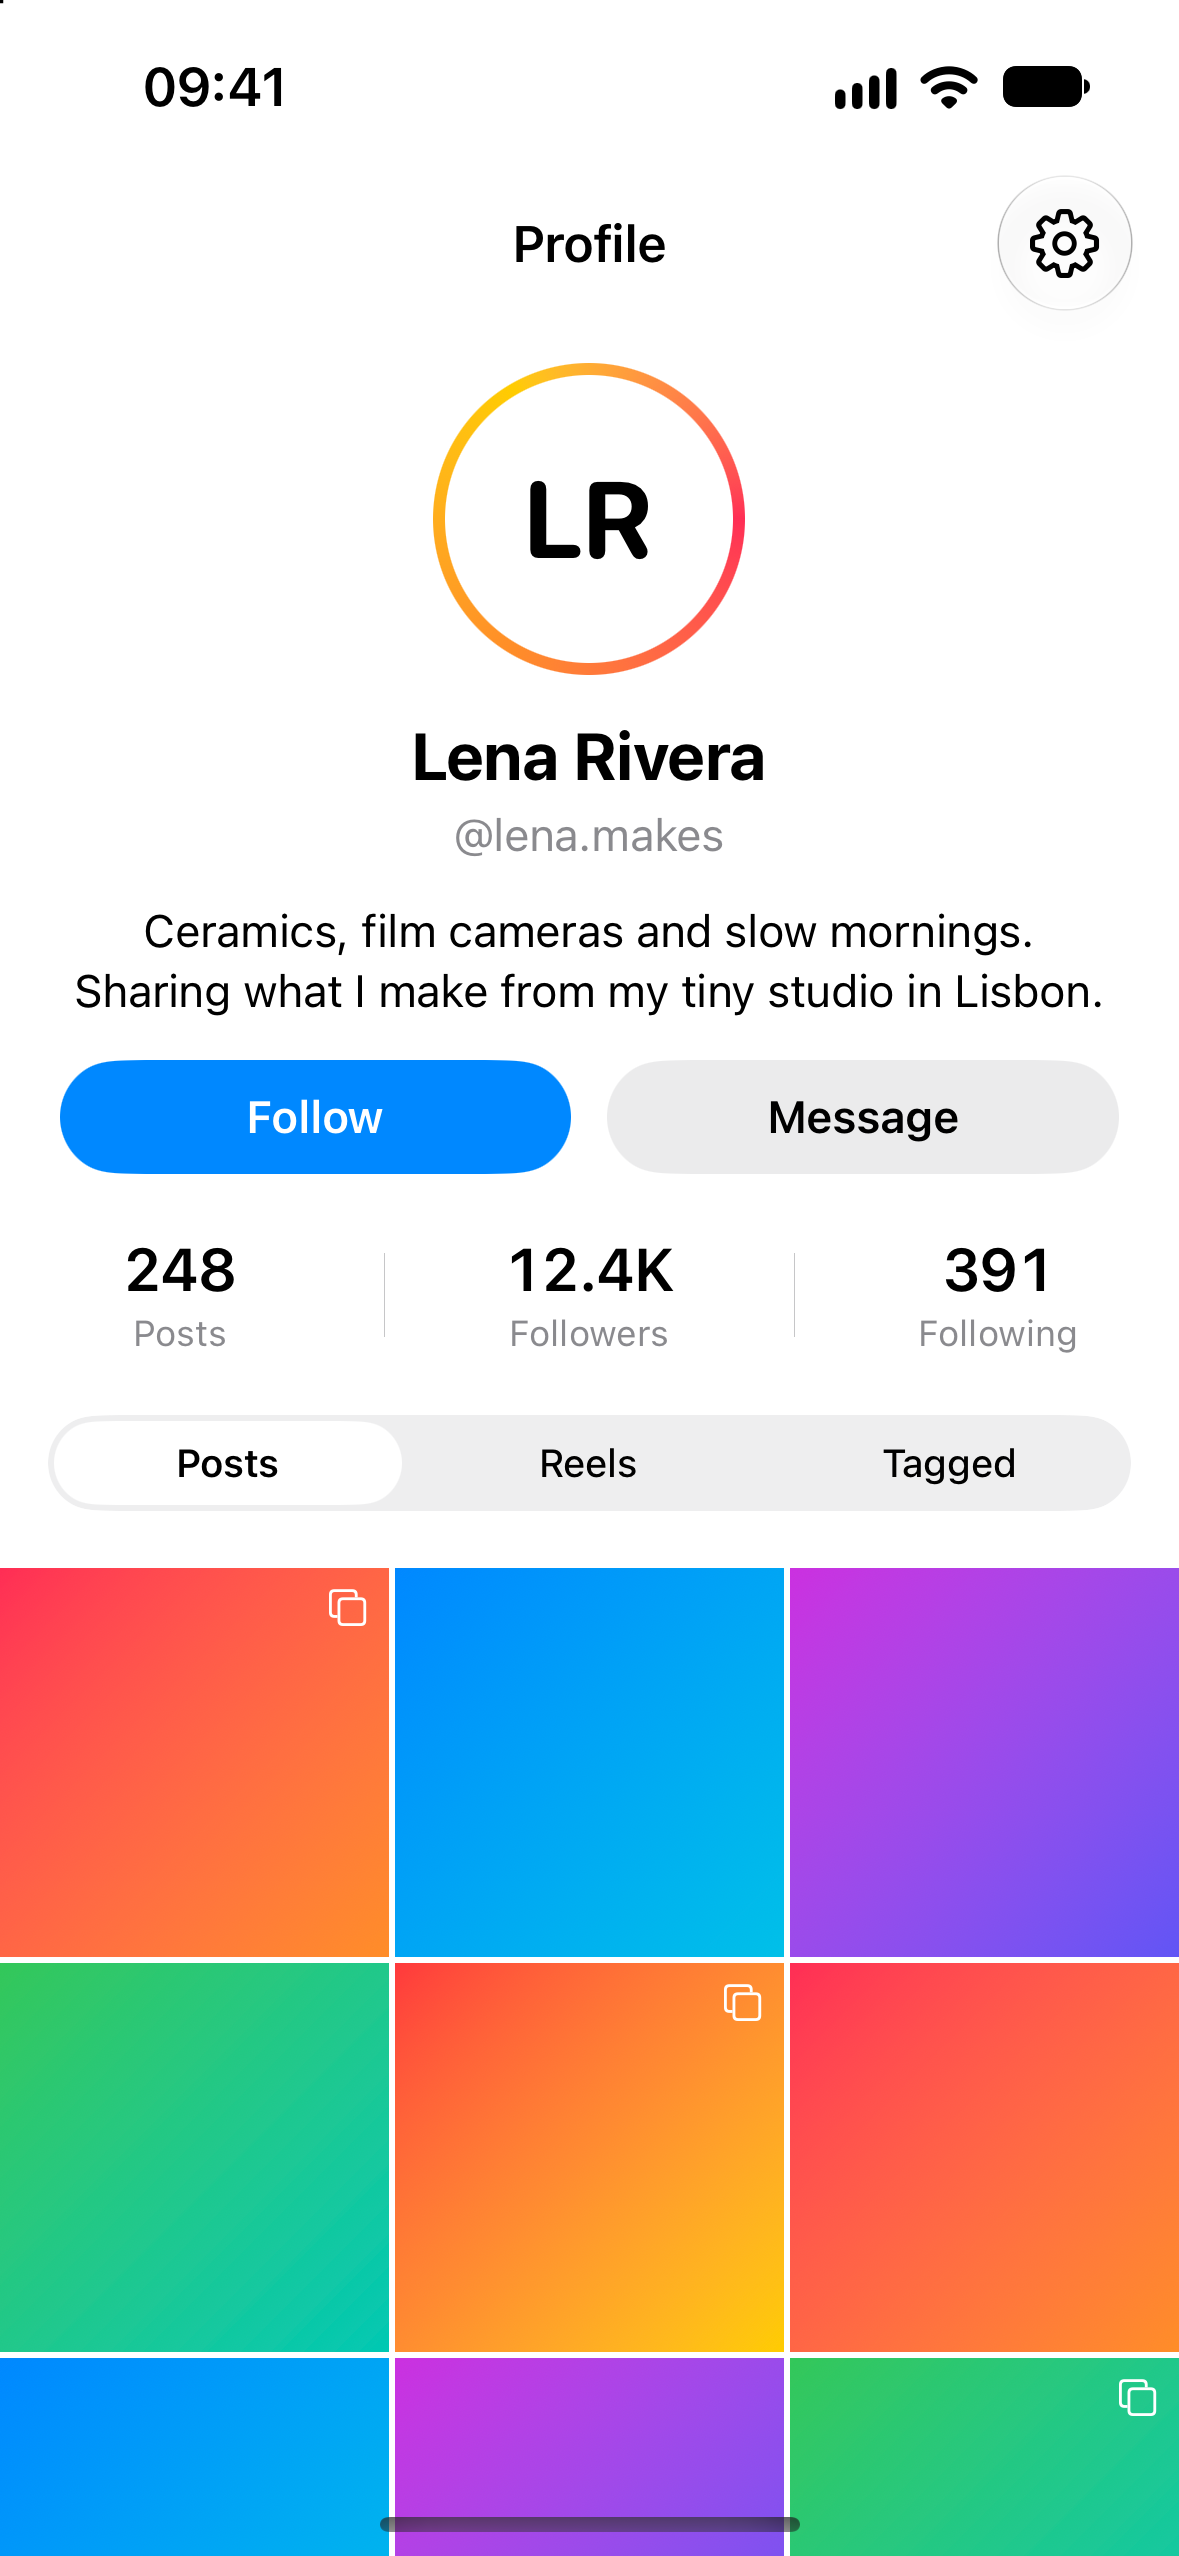 09:41
Profile
LR
Lena Rivera
@lena.makes
Ceramics, film cameras and slow mornings.
Sharing what I make from my tiny studio in Lisbon.
Follow
Message
248
Posts
12.4K
Followers
391
Following
Posts
Reels
Tagged